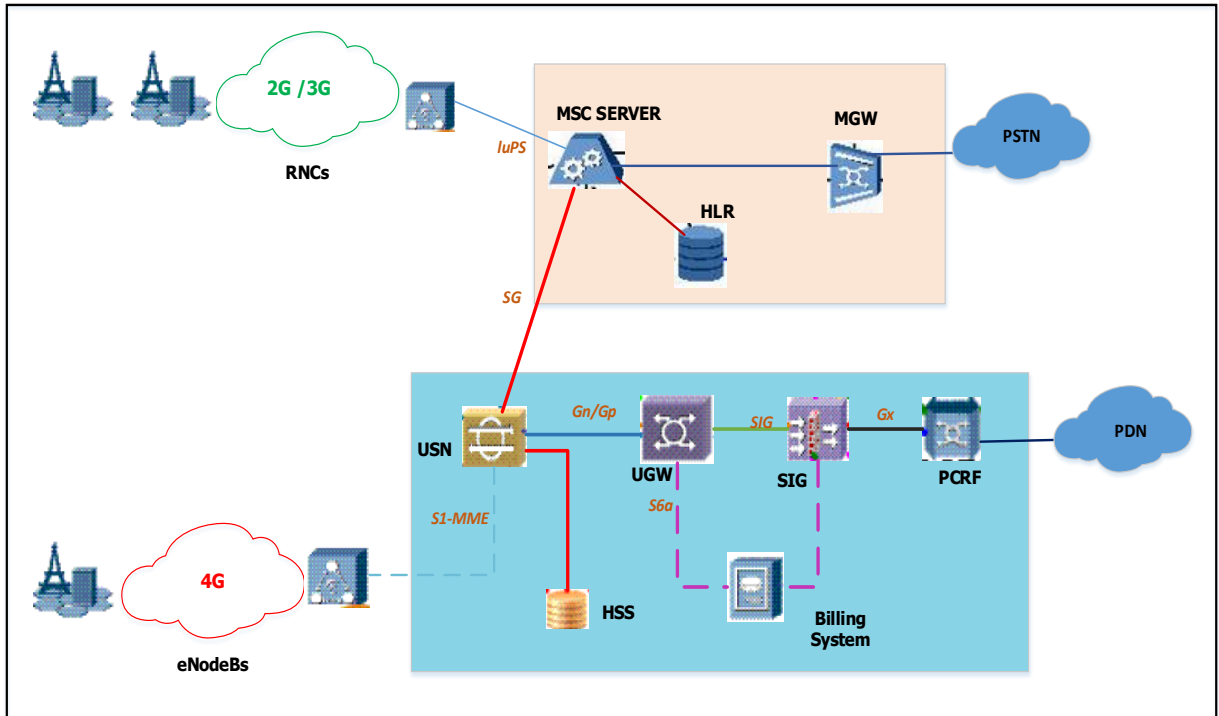 2G /3G
RNCs
IuPS
MSC SERVER
MGW
PSTN
HLR
SG
USN
Gn/Gp
UGW
SIG
SIG
Gx
PCRF
PDN
S1-MME
S6a
4G
eNodeBs
HSS
Billing
System